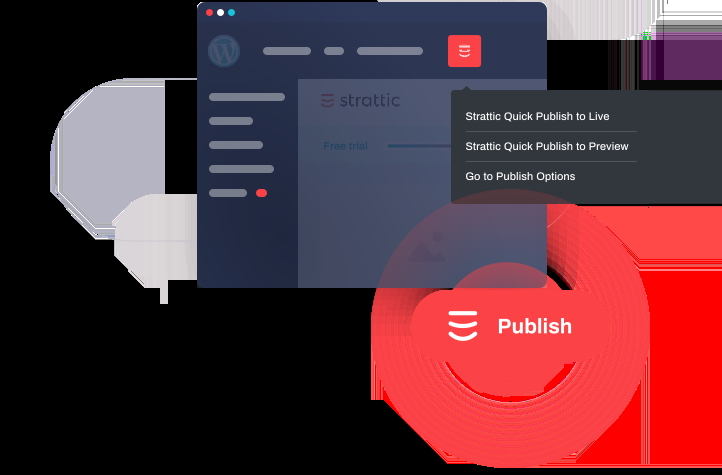 strattic
Free trial
Strattic Quick Publish to Live
Strattic Quick Publish to Preview
Go to Publish Options
Publish